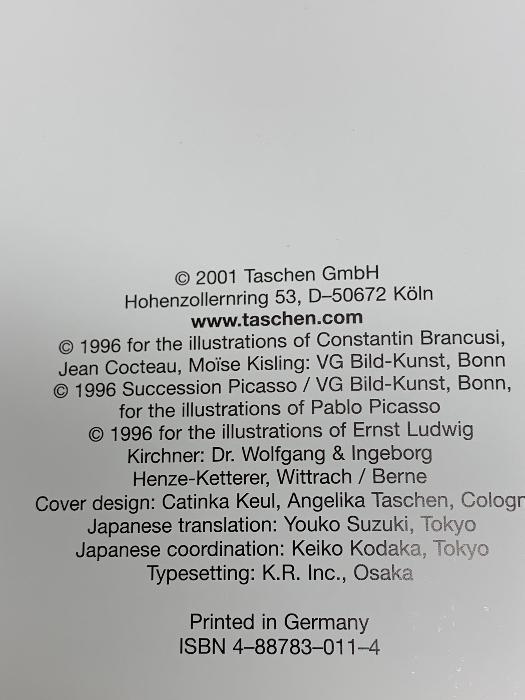 © 2001 Taschen GmbH
Hohenzollernring 53, D–50672 Köln
www.taschen.com
© 1996 for the illustrations of Constantin Brancusi,
Jean Cocteau, Moïse Kisling: VG Bild-Kunst, Bonn
© 1996 Succession Picasso / VG Bild-Kunst, Bonn,
for the illustrations of Pablo Picasso
© 1996 for the illustrations of Ernst Ludwig
Kirchner: Dr. Wolfgang & Ingeborg
Henze-Ketterer, Wittrach / Berne
Cover design: Catinka Keul, Angelika Taschen,
Japanese translation: Youko Suzuki, Tokyo
Japanese coordination: Keiko Kodaka, Tokyo
Typesetting: K.R. Inc., Osaka
Printed in Germany
ISBN 4–88783–011–4